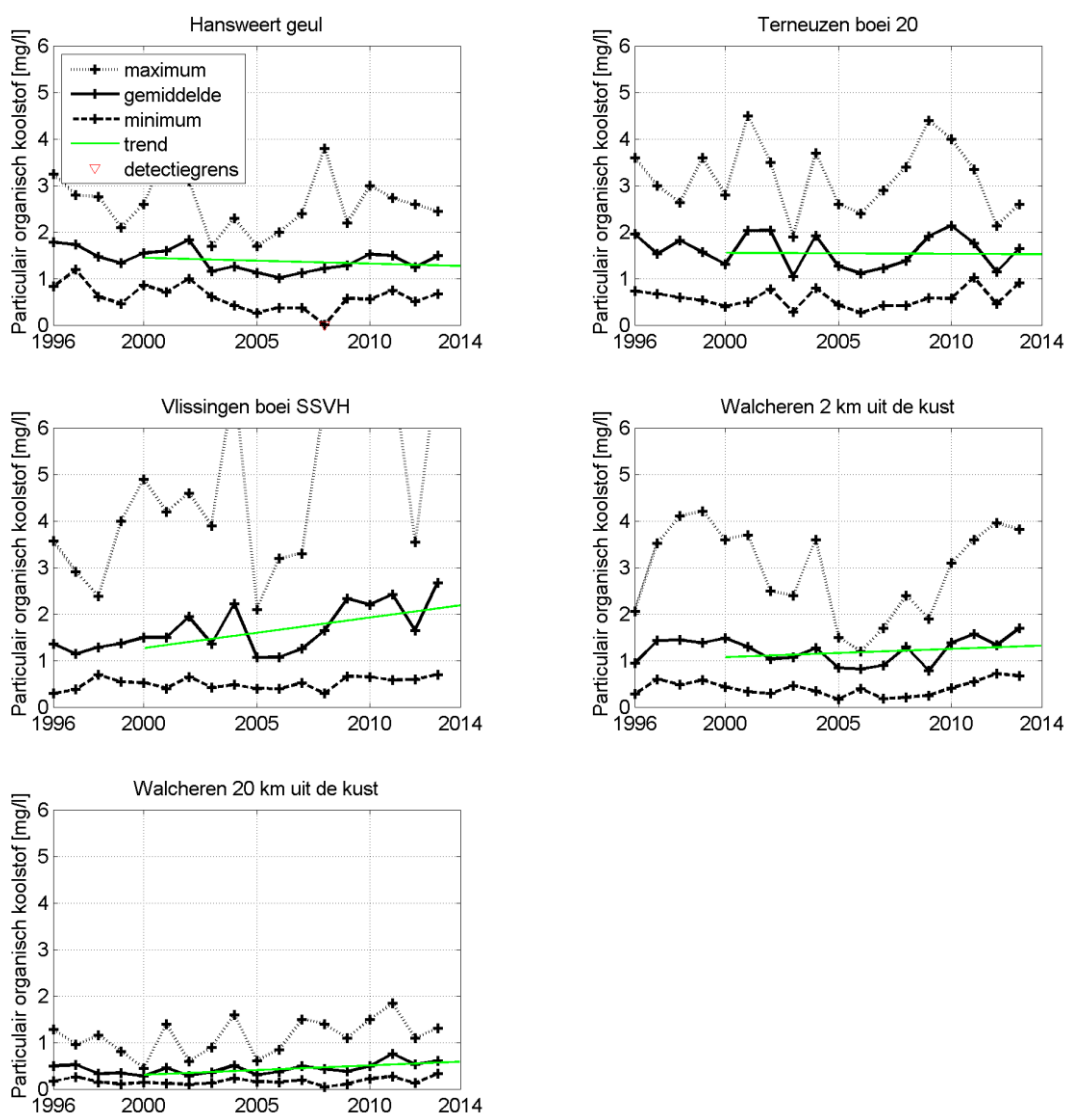 Hansweert geul
Particulair organisch koolstof [mg/l]
6
5
4
3
2
1
0
maximum
gemiddelde
minimum
trend
detectiegrens
1996 2000 2005 2010 2014
Terneuzen boei 20
Particulair organisch koolstof [mg/l]
6
5
4
3
2
1
0
1996 2000 2005 2010 2014
Vlissingen boei SSVH
Particulair organisch koolstof [mg/l]
6
5
4
3
2
1
0
1996 2000 2005 2010 2014
Walcheren 2 km uit de kust
Particulair organisch koolstof [mg/l]
6
5
4
3
2
1
0
1996 2000 2005 2010 2014
Walcheren 20 km uit de kust
Particulair organisch koolstof [mg/l]
6
5
4
3
2
1
0
1996 2000 2005 2010 2014